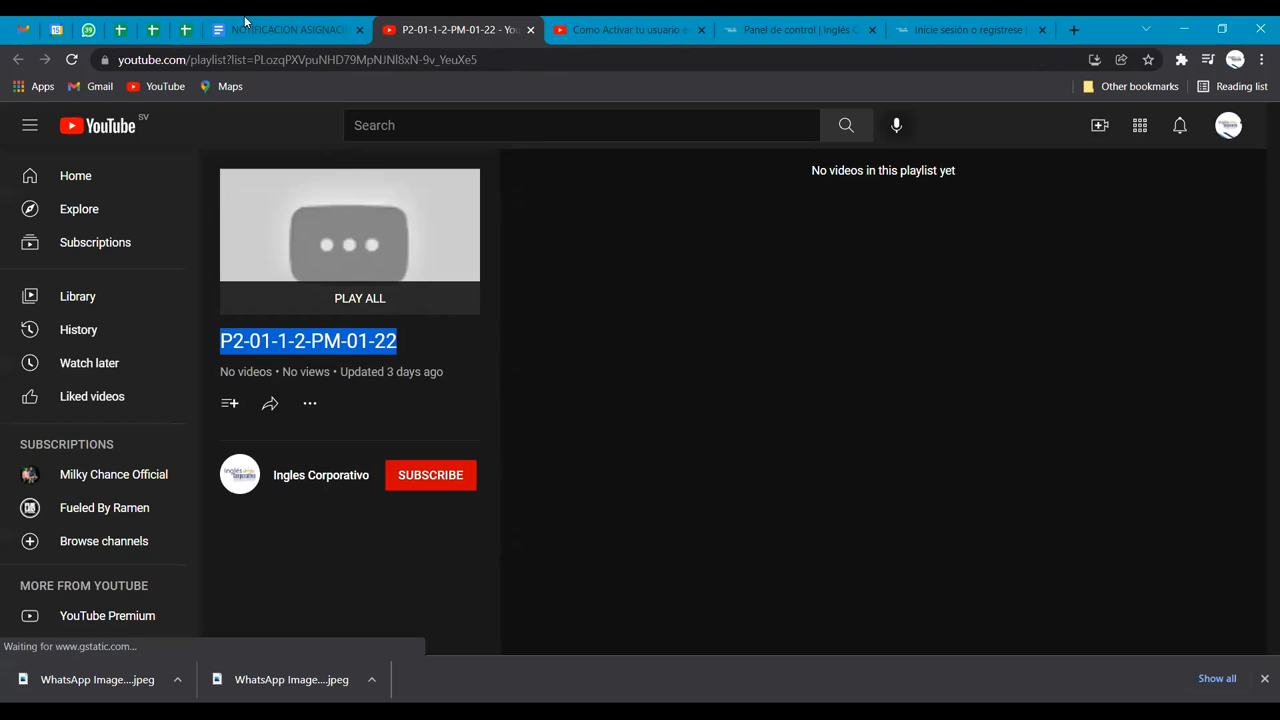 NOTIFICACION ASIGNACI
P2-01-1-2-PM-01-22 - You
Como Activar tu usuario e
Panel de control | Inglés C
Inicie sesión o regístrese |
youtube.com/playlist?list=PLozqPXVpuNHD79MpNJNl8xN-9v_YeuXe5
Apps
Gmail
YouTube
Maps
Other bookmarks
Reading list
YouTube SV
Search
Home
Explore
Subscriptions
Library
History
Watch later
Liked videos
SUBSCRIPTIONS
Milky Chance Official
Fueled By Ramen
Browse channels
MORE FROM YOUTUBE
YouTube Premium
PLAY ALL
P2-01-1-2-PM-01-22
No videos • No views • Updated 3 days ago
Ingles Corporativo
SUBSCRIBE
No videos in this playlist yet
Waiting for www.gstatic.com...
WhatsApp Image....jpeg
WhatsApp Image....jpeg
Show all